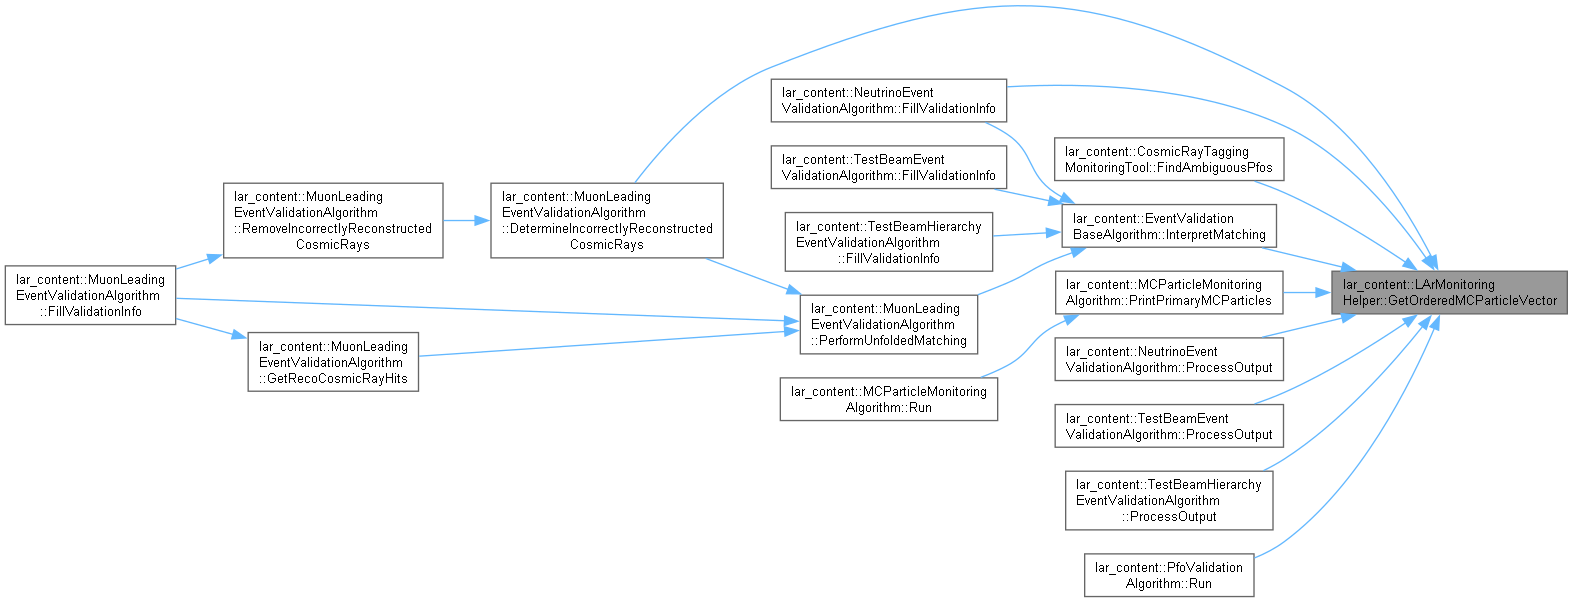 lar_content::MuonLeading
EventValidationAlgorithm
::FillValidationInfo
lar_content::MuonLeading
EventValidationAlgorithm
::RemoveIncorrectlyReconstructed
CosmicRays
lar_content::MuonLeading
EventValidationAlgorithm
::GetRecoCosmicRayHits
lar_content::MuonLeading
EventValidationAlgorithm
::DetermineIncorrectlyReconstructed
CosmicRays
lar_content::NeutrinoEvent
ValidationAlgorithm::FillValidationInfo
lar_content::TestBeamEvent
ValidationAlgorithm::FillValidationInfo
lar_content::TestBeamHierarchy
EventValidationAlgorithm
::FillValidationInfo
lar_content::MuonLeading
EventValidationAlgorithm
::PerformUnfoldedMatching
lar_content::MCParticleMonitoring
Algorithm::Run
lar_content::CosmicRayTagging
MonitoringTool::FindAmbiguousPfos
lar_content::EventValidation
BaseAlgorithm::InterpretMatching
lar_content::MCParticleMonitoring
Algorithm::PrintPrimaryMCParticles
lar_content::NeutrinoEvent
ValidationAlgorithm::ProcessOutput
lar_content::TestBeamEvent
ValidationAlgorithm::ProcessOutput
lar_content::TestBeamHierarchy
EventValidationAlgorithm
::ProcessOutput
lar_content::PfoValidation
Algorithm::Run
lar_content::LArMonitoring
Helper::GetOrderedMCParticleVector